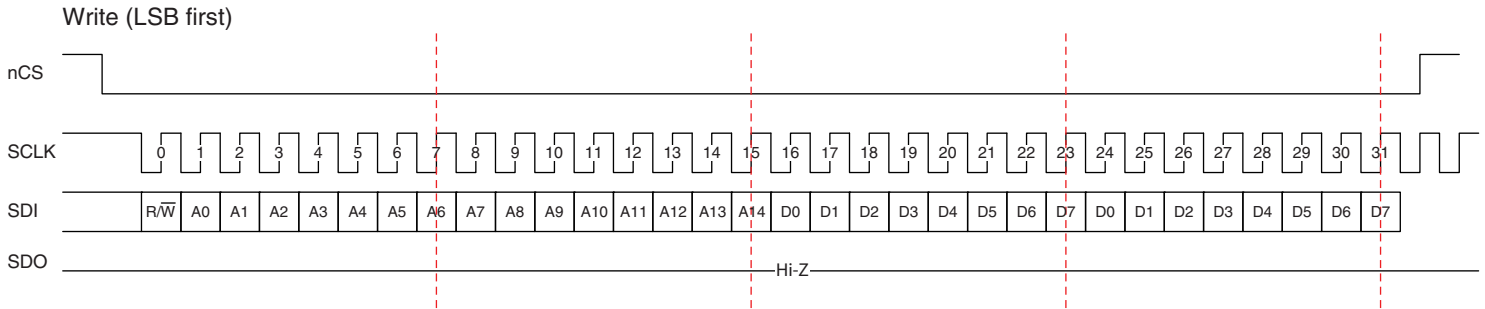 Write (LSB first)
nCS
SCLK 0 1 2 3 4 5 6 7 8 9 10 11 12 13 14 15 16 17 18 19 20 21 22 23 24 25 26 27 28 29 30 31
SDI R/W̅ A0 A1 A2 A3 A4 A5 A6 A7 A8 A9 A10 A11 A12 A13 A14 D0 D1 D2 D3 D4 D5 D6 D7 D0 D1 D2 D3 D4 D5 D6 D7
SDO Hi-Z